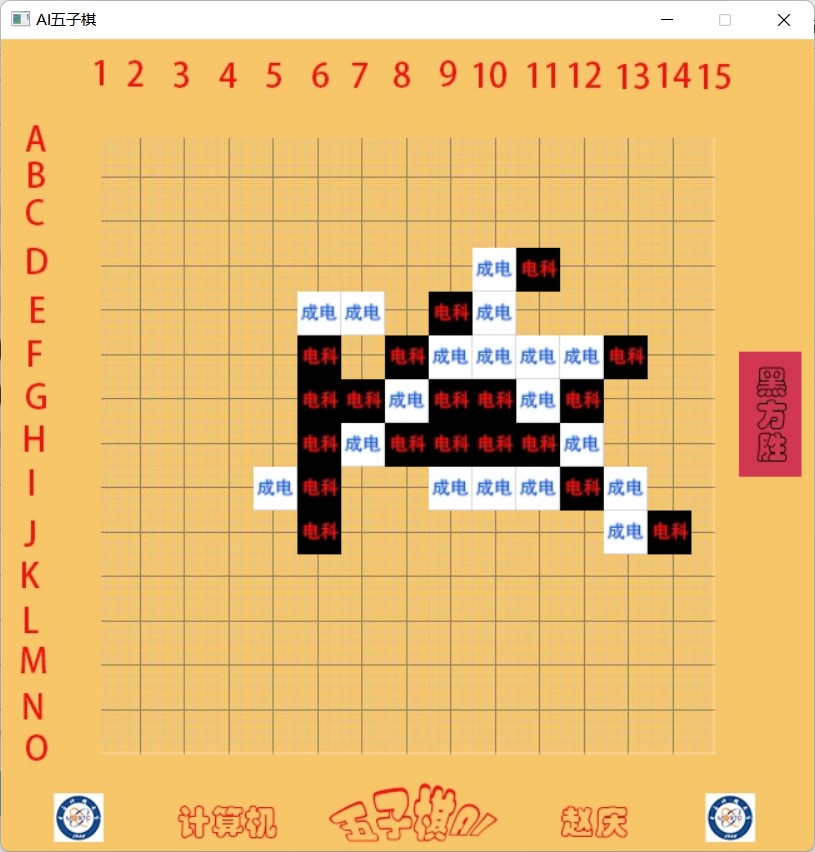 AI五子棋
1 2 3 4 5 6 7 8 9 10 11 12 13 14 15
A
B
C
D 成电 电科
E 成电 成电 电科 成电
F 电科 电科 成电 成电 成电 成电 电科
G 电科 电科 成电 电科 电科 成电 电科
H 电科 成电 电科 电科 电科 电科 成电
I 成电 电科 成电 成电 成电 电科 成电
J 电科 成电 电科
K
L
M
N
O
黑方胜
计算机 五子棋AI 赵庆